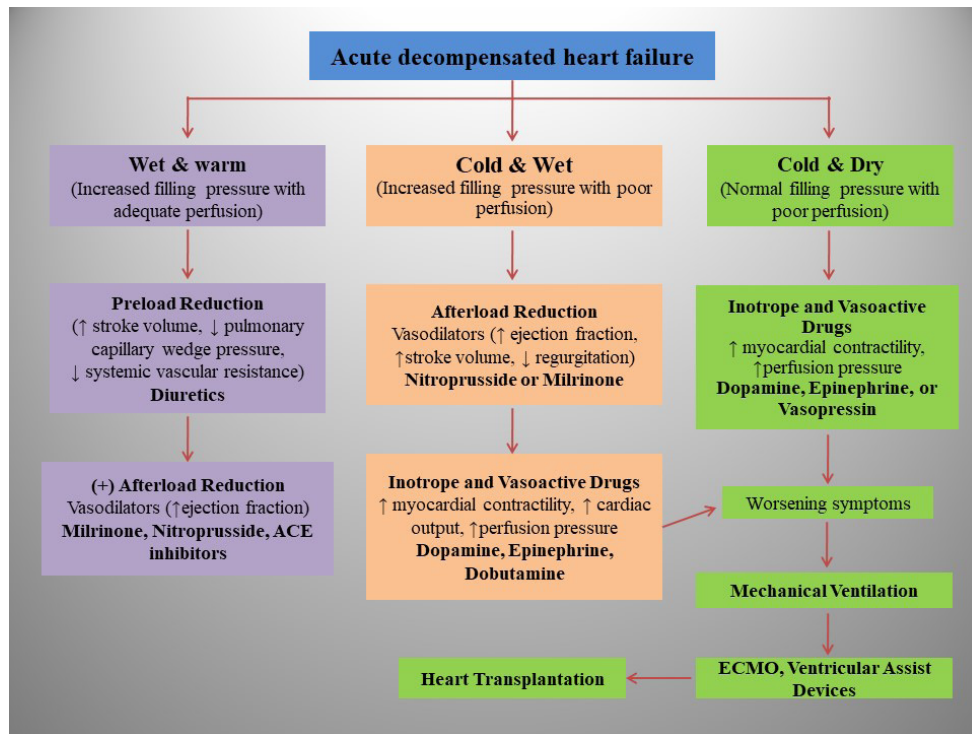 Acute decompensated heart failure
Wet & warm
(Increased filling pressure with
adequate perfusion)
Cold & Wet
(Increased filling pressure with poor
perfusion)
Cold & Dry
(Normal filling pressure with
poor perfusion)
Preload Reduction
(↑ stroke volume, ↓ pulmonary
capillary wedge pressure,
↓ systemic vascular resistance)
Diuretics
Afterload Reduction
Vasodilators (↑ ejection fraction,
↑stroke volume, ↓ regurgitation)
Nitroprusside or Milrinone
Inotrope and Vasoactive
Drugs
↑ myocardial contractility,
↑perfusion pressure
Dopamine, Epinephrine, or
Vasopressin
(+) Afterload Reduction
Vasodilators (↑ejection fraction)
Milrinone, Nitroprusside, ACE
inhibitors
Inotrope and Vasoactive Drugs
↑ myocardial contractility, ↑ cardiac
output, ↑perfusion pressure
Dopamine, Epinephrine,
Dobutamine
Worsening symptoms
Mechanical Ventilation
ECMO, Ventricular Assist
Devices
Heart Transplantation